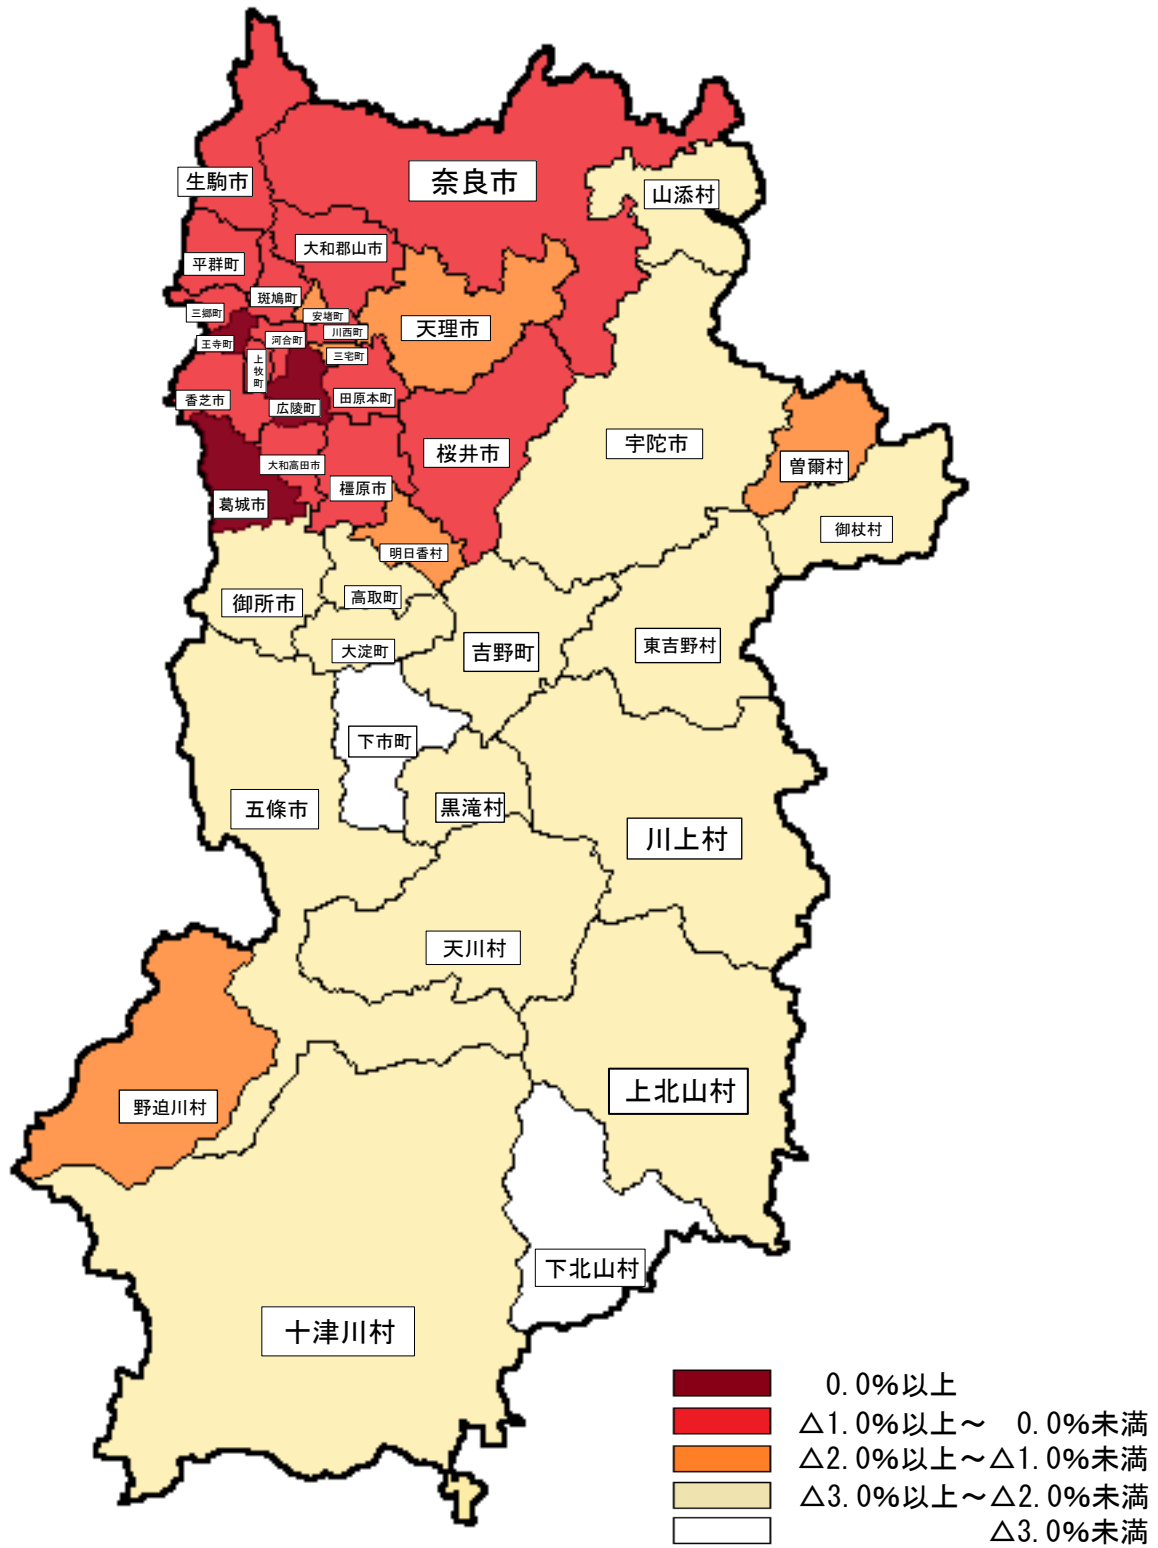 生駒市
奈良市
山添村
大和郡山市
平群町
斑鳩町
三郷町
安堵町
川西町
天理市
王寺町
河合町
三宅町
上牧町
香芝市
広陵町
田原本町
桜井市
宇陀市
大和高田市
曽爾村
橿原市
葛城市
御杖村
明日香村
御所市
高取町
大淀町
吉野町
東吉野村
下市町
五條市
黒滝村
川上村
天川村
上北山村
野迫川村
下北山村
十津川村
0.0%以上
△1.0%以上～ 0.0%未満
△2.0%以上～△1.0%未満
△3.0%以上～△2.0%未満
△3.0%未満